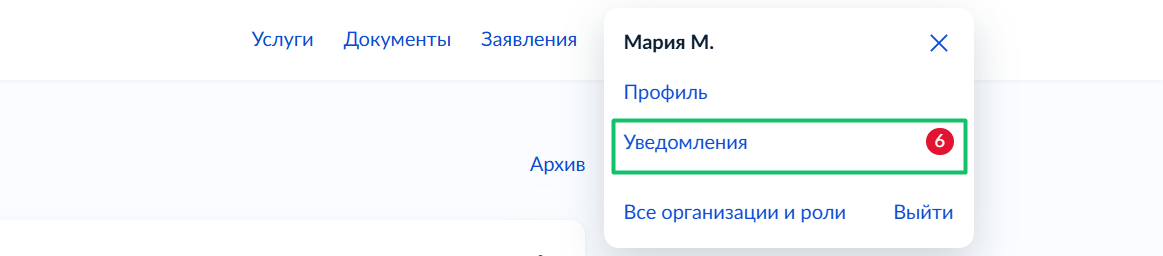 Услуги Документы Заявления
Архив
Мария М.
Профиль
Уведомления 6
Все организации и роли Выйти